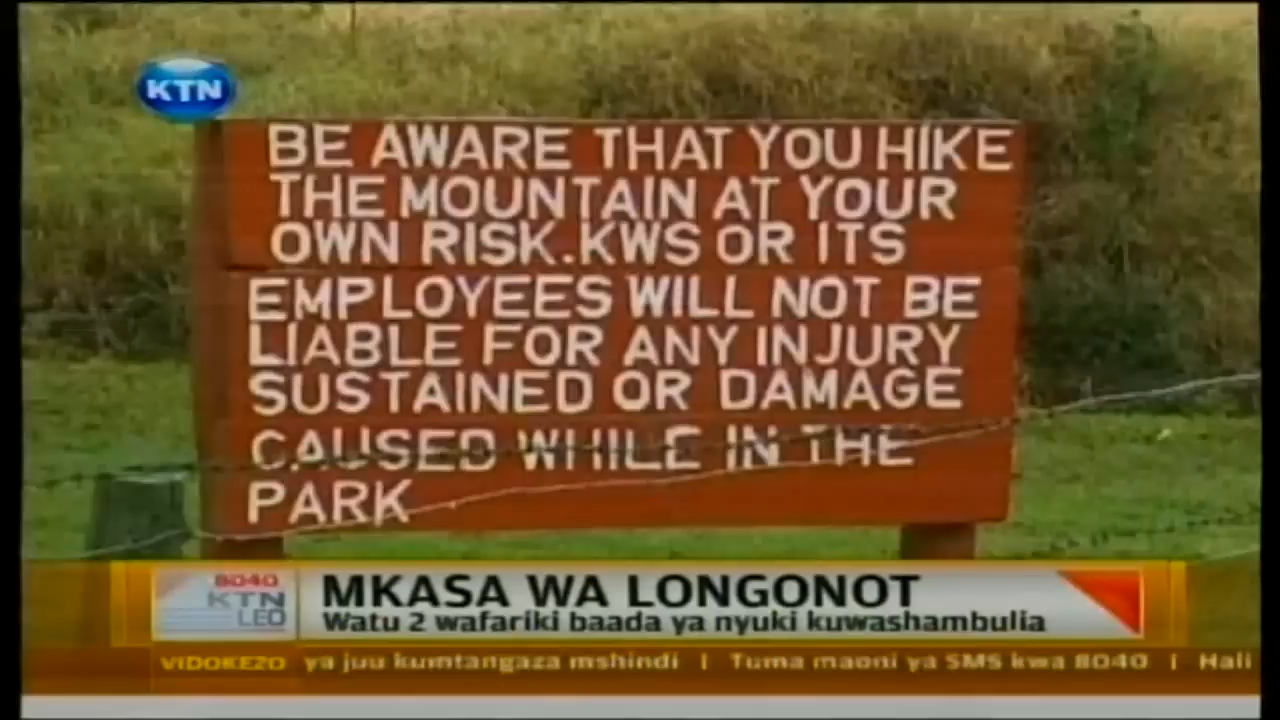 KTN
BE AWARE THAT YOU HIKE
THE MOUNTAIN AT YOUR
OWN RISK.KWS OR ITS
EMPLOYEES WILL NOT BE
LIABLE FOR ANY INJURY
SUSTAINED OR DAMAGE
CAUSED WHILE IN THE
PARK
8040
KTN
LEO
MKASA WA LONGONOT
Watu 2 wafariki baada ya nyuki kuwashambulia
VIDOKEZO ya juu kumtangaza mshindi | Tuma maoni ya SMS kwa 8040 | Hali